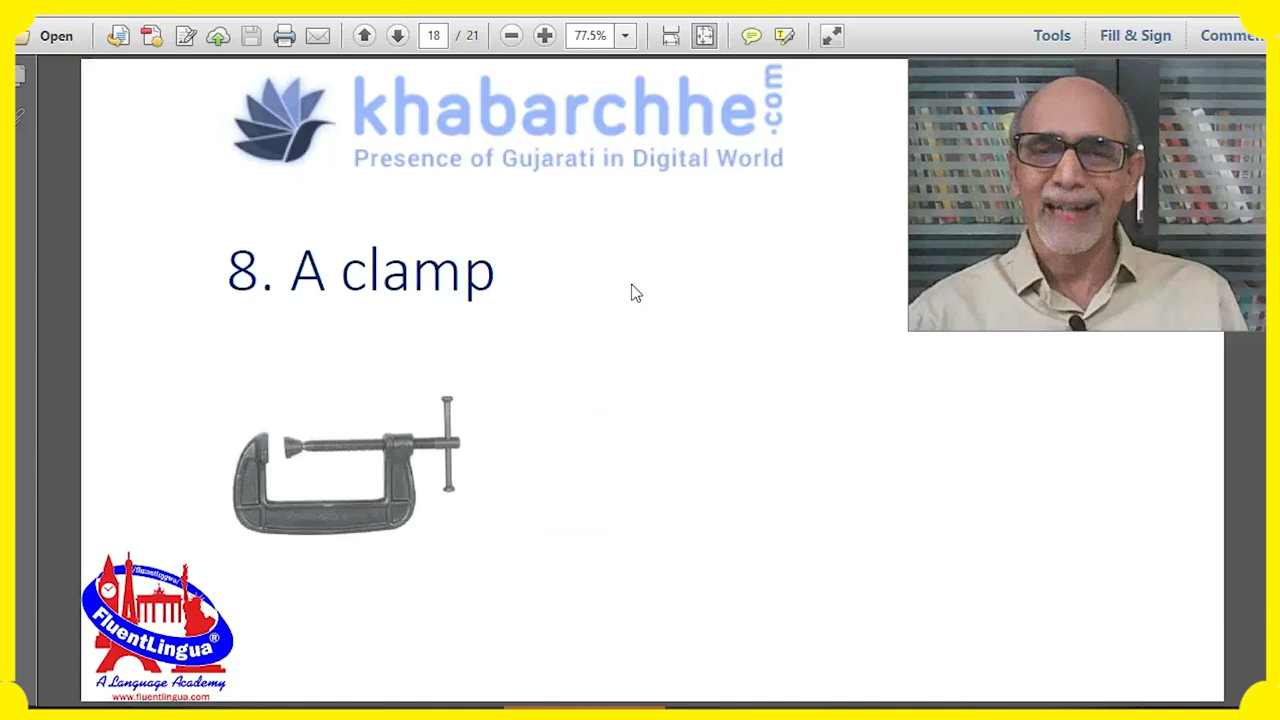 Open
18 / 21
77.5%
Tools
Fill & Sign
khabarchhe.com
Presence of Gujarati in Digital World
8. A clamp
FluentLingua®
A Language Academy
www.fluentlingua.com